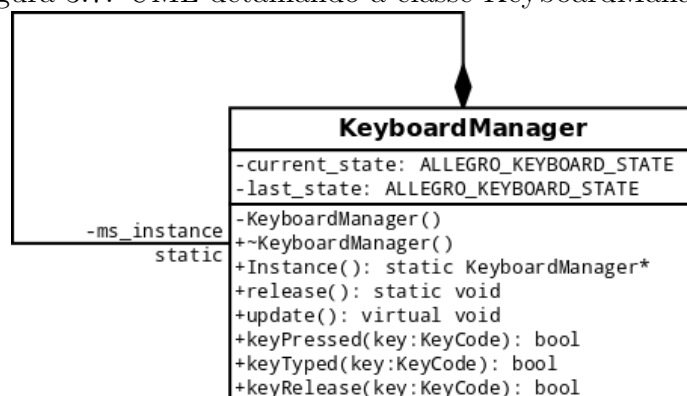 KeyboardManager
-current_state: ALLEGRO_KEYBOARD_STATE
-last_state: ALLEGRO_KEYBOARD_STATE
-ms_instance
static
-KeyboardManager()
+~KeyboardManager()
+Instance(): static KeyboardManager*
+release(): static void
+update(): virtual void
+keyPressed(key:KeyCode): bool
+keyTyped(key:KeyCode): bool
+keyRelease(key:KeyCode): bool